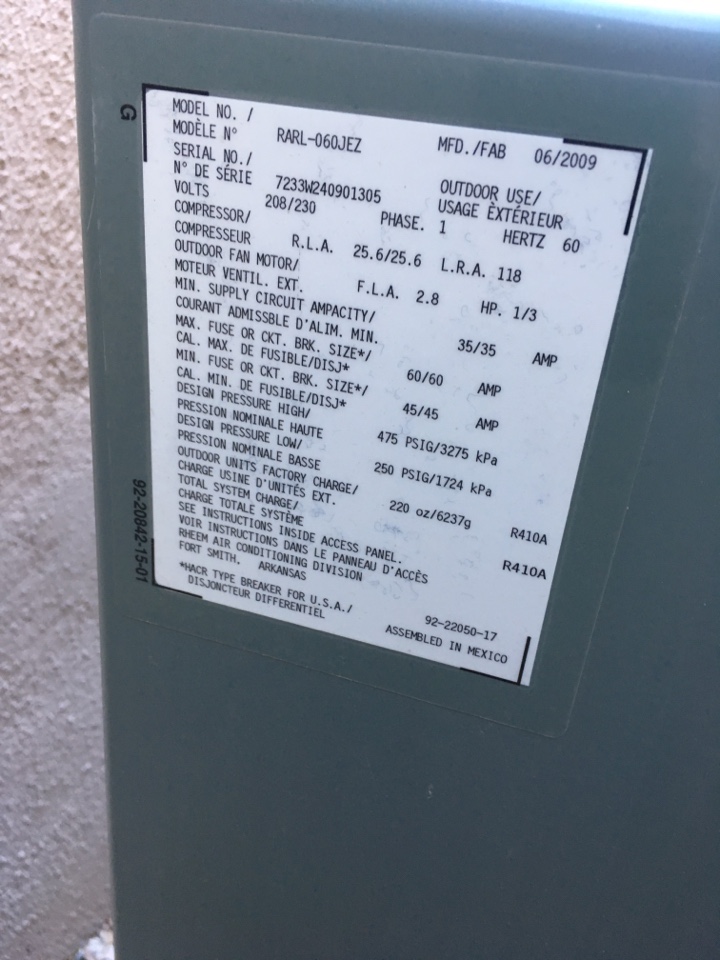 G
MODEL NO. /
MODÈLE N° RARL-060JEZ MFD./FAB 06/2009
SERIAL NO./
N° DE SÉRIE 7233W240901305 OUTDOOR USE/
USAGE ÈXTÉRIEUR
VOLTS 208/230 PHASE. 1 HERTZ 60
COMPRESSOR/
COMPRESSEUR R.L.A. 25.6/25.6 L.R.A. 118
OUTDOOR FAN MOTOR/
MOTEUR VENTIL. EXT. F.L.A. 2.8 HP. 1/3
MIN. SUPPLY CIRCUIT AMPACITY/
COURANT ADMISSBLE D'ALIM. MIN. 35/35 AMP
MAX. FUSE OR CKT. BRK. SIZE*/
CAL. MAX. DE FUSIBLE/DISJ* 60/60 AMP
MIN. FUSE OR CKT. BRK. SIZE*/
CAL. MIN. DE FUSIBLE/DISJ* 45/45 AMP
DESIGN PRESSURE HIGH/
PRESSION NOMINALE HAUTE 475 PSIG/3275 kPa
DESIGN PRESSURE LOW/
PRESSION NOMINALE BASSE 250 PSIG/1724 kPa
OUTDOOR UNITS FACTORY CHARGE/
CHARGE USINE D'UNITÉS EXT. 220 oz/6237g R410A
TOTAL SYSTEM CHARGE/
CHARGE TOTALE SYSTÈME R410A
SEE INSTRUCTIONS INSIDE ACCESS PANEL.
VOIR INSTRUCTIONS DANS LE PANNEAU D'ACCÈS
RHEEM AIR CONDITIONING DIVISION
FORT SMITH. ARKANSAS 92-22050-17
*HACR TYPE BREAKER FOR U.S.A./
DISJONCTEUR DIFFERENTIEL ASSEMBLED IN MEXICO
92-20842-15-01